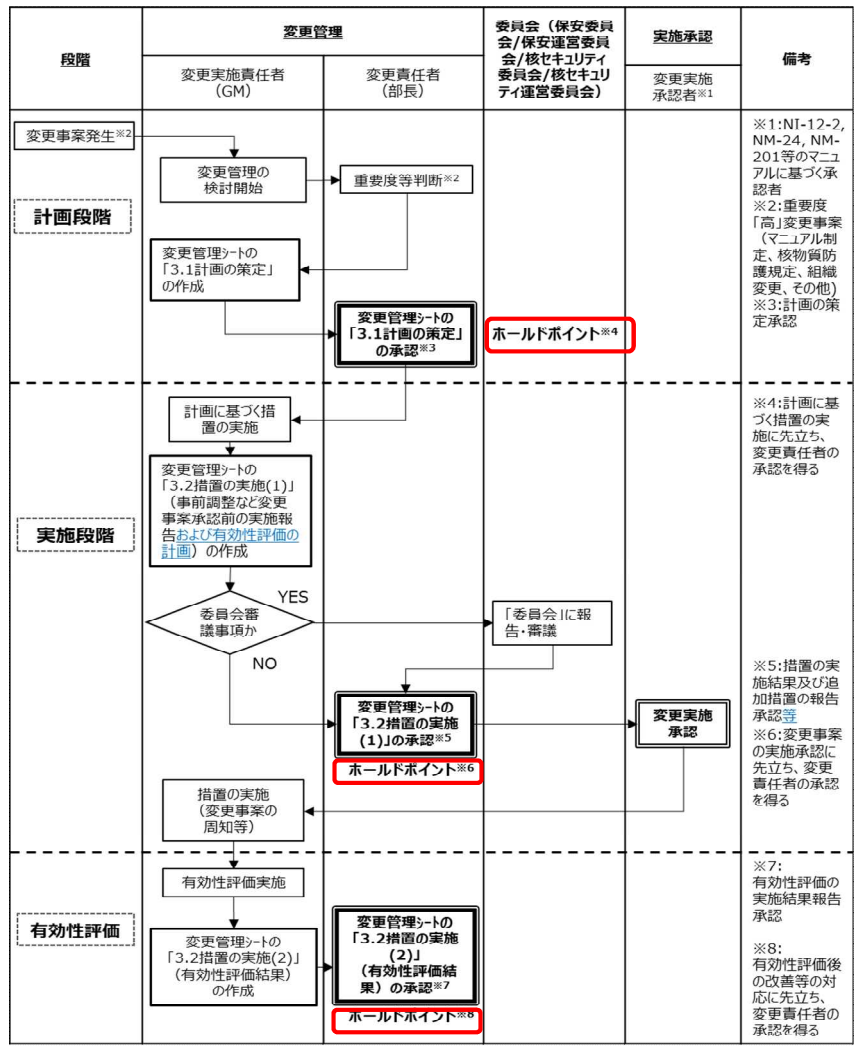 段階
変更管理
変更実施責任者
（GM）
変更責任者
（部長）
委員会（保安委員
会/保安運営委員
会/核セキュリティ
委員会/核セキュリ
ティ運営委員会）
実施承認
変更実施
承認者※1
備考
変更事案発生※2
変更管理の
検討開始
重要度等判断※2
計画段階
変更管理シートの
「3.1計画の策定」
の作成
変更管理シートの
「3.1計画の策定」
の承認※3
ホールドポイント※4
※1:NI-12-2,
NM-24, NM-
201等のマニュ
アルに基づく承
認者
※2:重要度
「高」変更事案
（マニュアル制
定、核物質防
護規定、組織
変更、その他)
※3:計画の策
定承認
計画に基づく措
置の実施
変更管理シートの
「3.2措置の実施(1)」
（事前調整など変更
事案承認前の実施報
告および有効性評価の
計画）の作成
実施段階
委員会審
議事項か
YES
NO
「委員会」に報
告・審議
変更管理シートの
「3.2措置の実施
(1)」の承認※5
ホールドポイント※6
変更実施
承認
措置の実施
（変更事案の
周知等）
※4:計画に基
づく措置の実
施に先立ち、
変更責任者の
承認を得る
※5:措置の実
施結果及び追
加措置の報告
承認等
※6:変更事案
の実施承認に
先立ち、変更
責任者の承認
を得る
有効性評価実施
有効性評価
変更管理シートの
「3.2措置の実施(2)」
（有効性評価結果）
の作成
変更管理シートの
「3.2措置の実施
(2)」
（有効性評価結
果）の承認※7
ホールドポイント※8
※7:
有効性評価の
実施結果報告
承認
※8:
有効性評価後
の改善等の対
応に先立ち、
変更責任者の
承認を得る